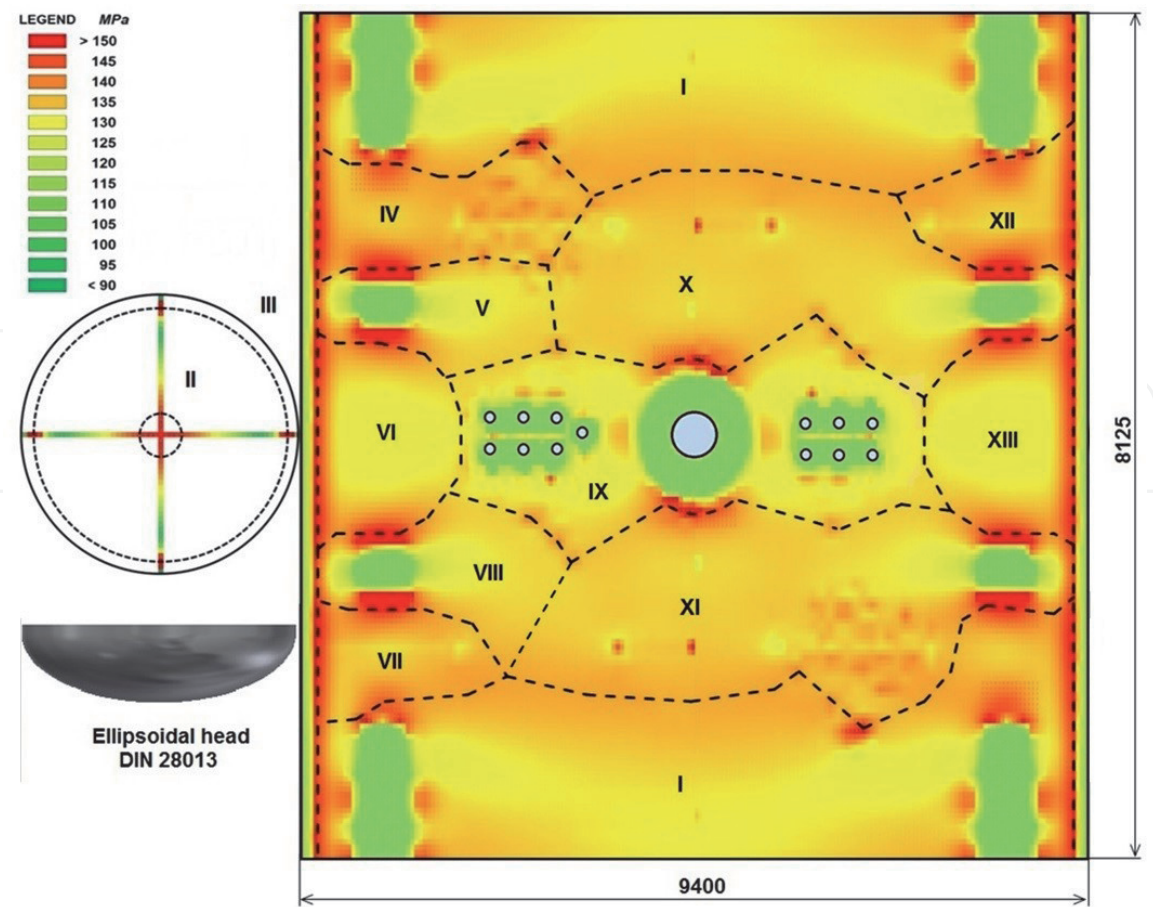 LEGEND MPa
> 150
145
140
135
130
125
120
115
110
105
100
95
< 90
III
II
Ellipsoidal head
DIN 28013
I
IV
XII
V
X
VI
XIII
IX
VIII
XI
VII
I
8125
9400